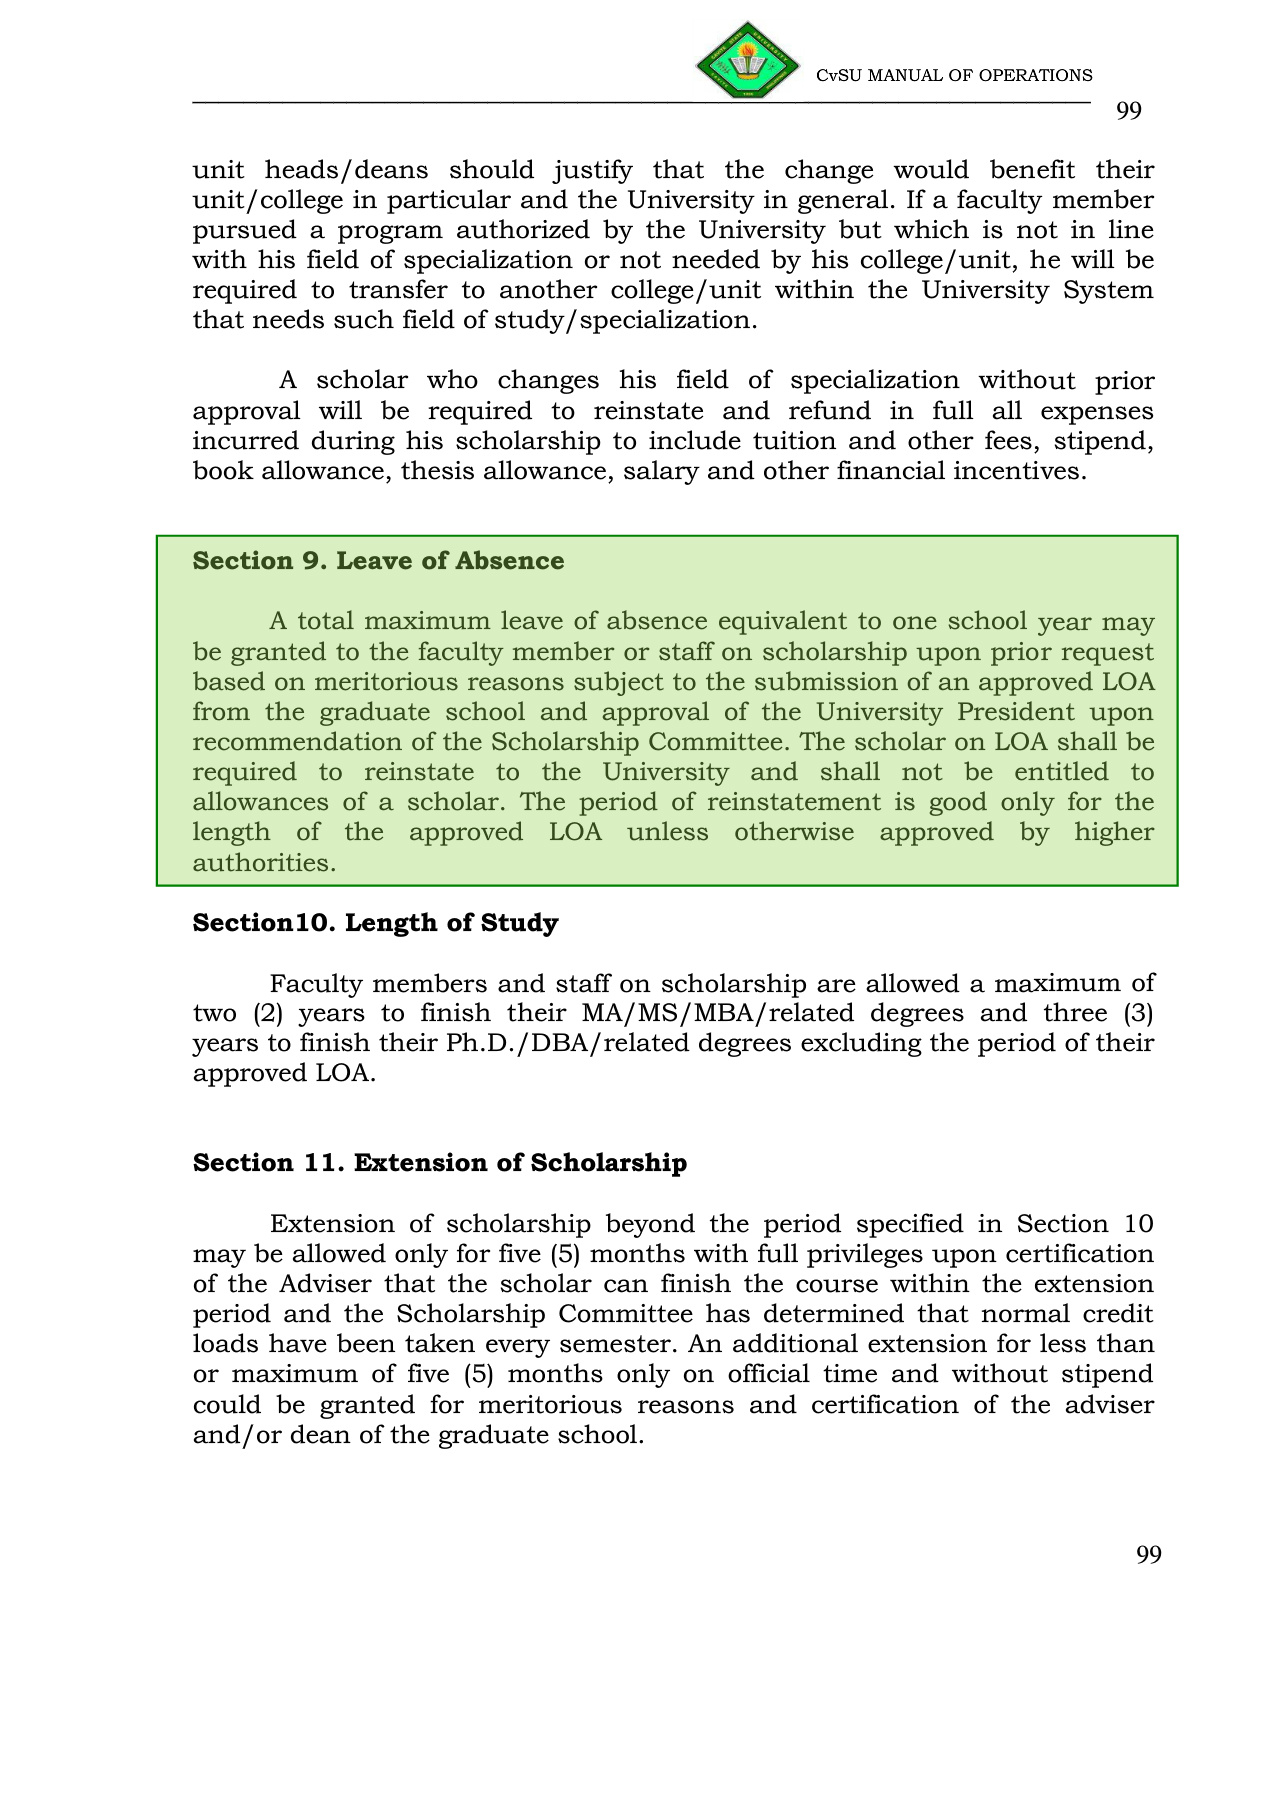 CvSU MANUAL OF OPERATIONS
99
unit heads/deans should justify that the change would benefit their
unit/college in particular and the University in general. If a faculty member
pursued a program authorized by the University but which is not in line
with his field of specialization or not needed by his college/unit, he will be
required to transfer to another college/unit within the University System
that needs such field of study/specialization.
A scholar who changes his field of specialization without prior
approval will be required to reinstate and refund in full all expenses
incurred during his scholarship to include tuition and other fees, stipend,
book allowance, thesis allowance, salary and other financial incentives.
Section 9. Leave of Absence
A total maximum leave of absence equivalent to one school year may
be granted to the faculty member or staff on scholarship upon prior request
based on meritorious reasons subject to the submission of an approved LOA
from the graduate school and approval of the University President upon
recommendation of the Scholarship Committee. The scholar on LOA shall be
required to reinstate to the University and shall not be entitled to
allowances of a scholar. The period of reinstatement is good only for the
length of the approved LOA unless otherwise approved by higher
authorities.
Section10. Length of Study
Faculty members and staff on scholarship are allowed a maximum of
two (2) years to finish their MA/MS/MBA/related degrees and three (3)
years to finish their Ph.D./DBA/related degrees excluding the period of their
approved LOA.
Section 11. Extension of Scholarship
Extension of scholarship beyond the period specified in Section 10
may be allowed only for five (5) months with full privileges upon certification
of the Adviser that the scholar can finish the course within the extension
period and the Scholarship Committee has determined that normal credit
loads have been taken every semester. An additional extension for less than
or maximum of five (5) months only on official time and without stipend
could be granted for meritorious reasons and certification of the adviser
and/or dean of the graduate school.
99